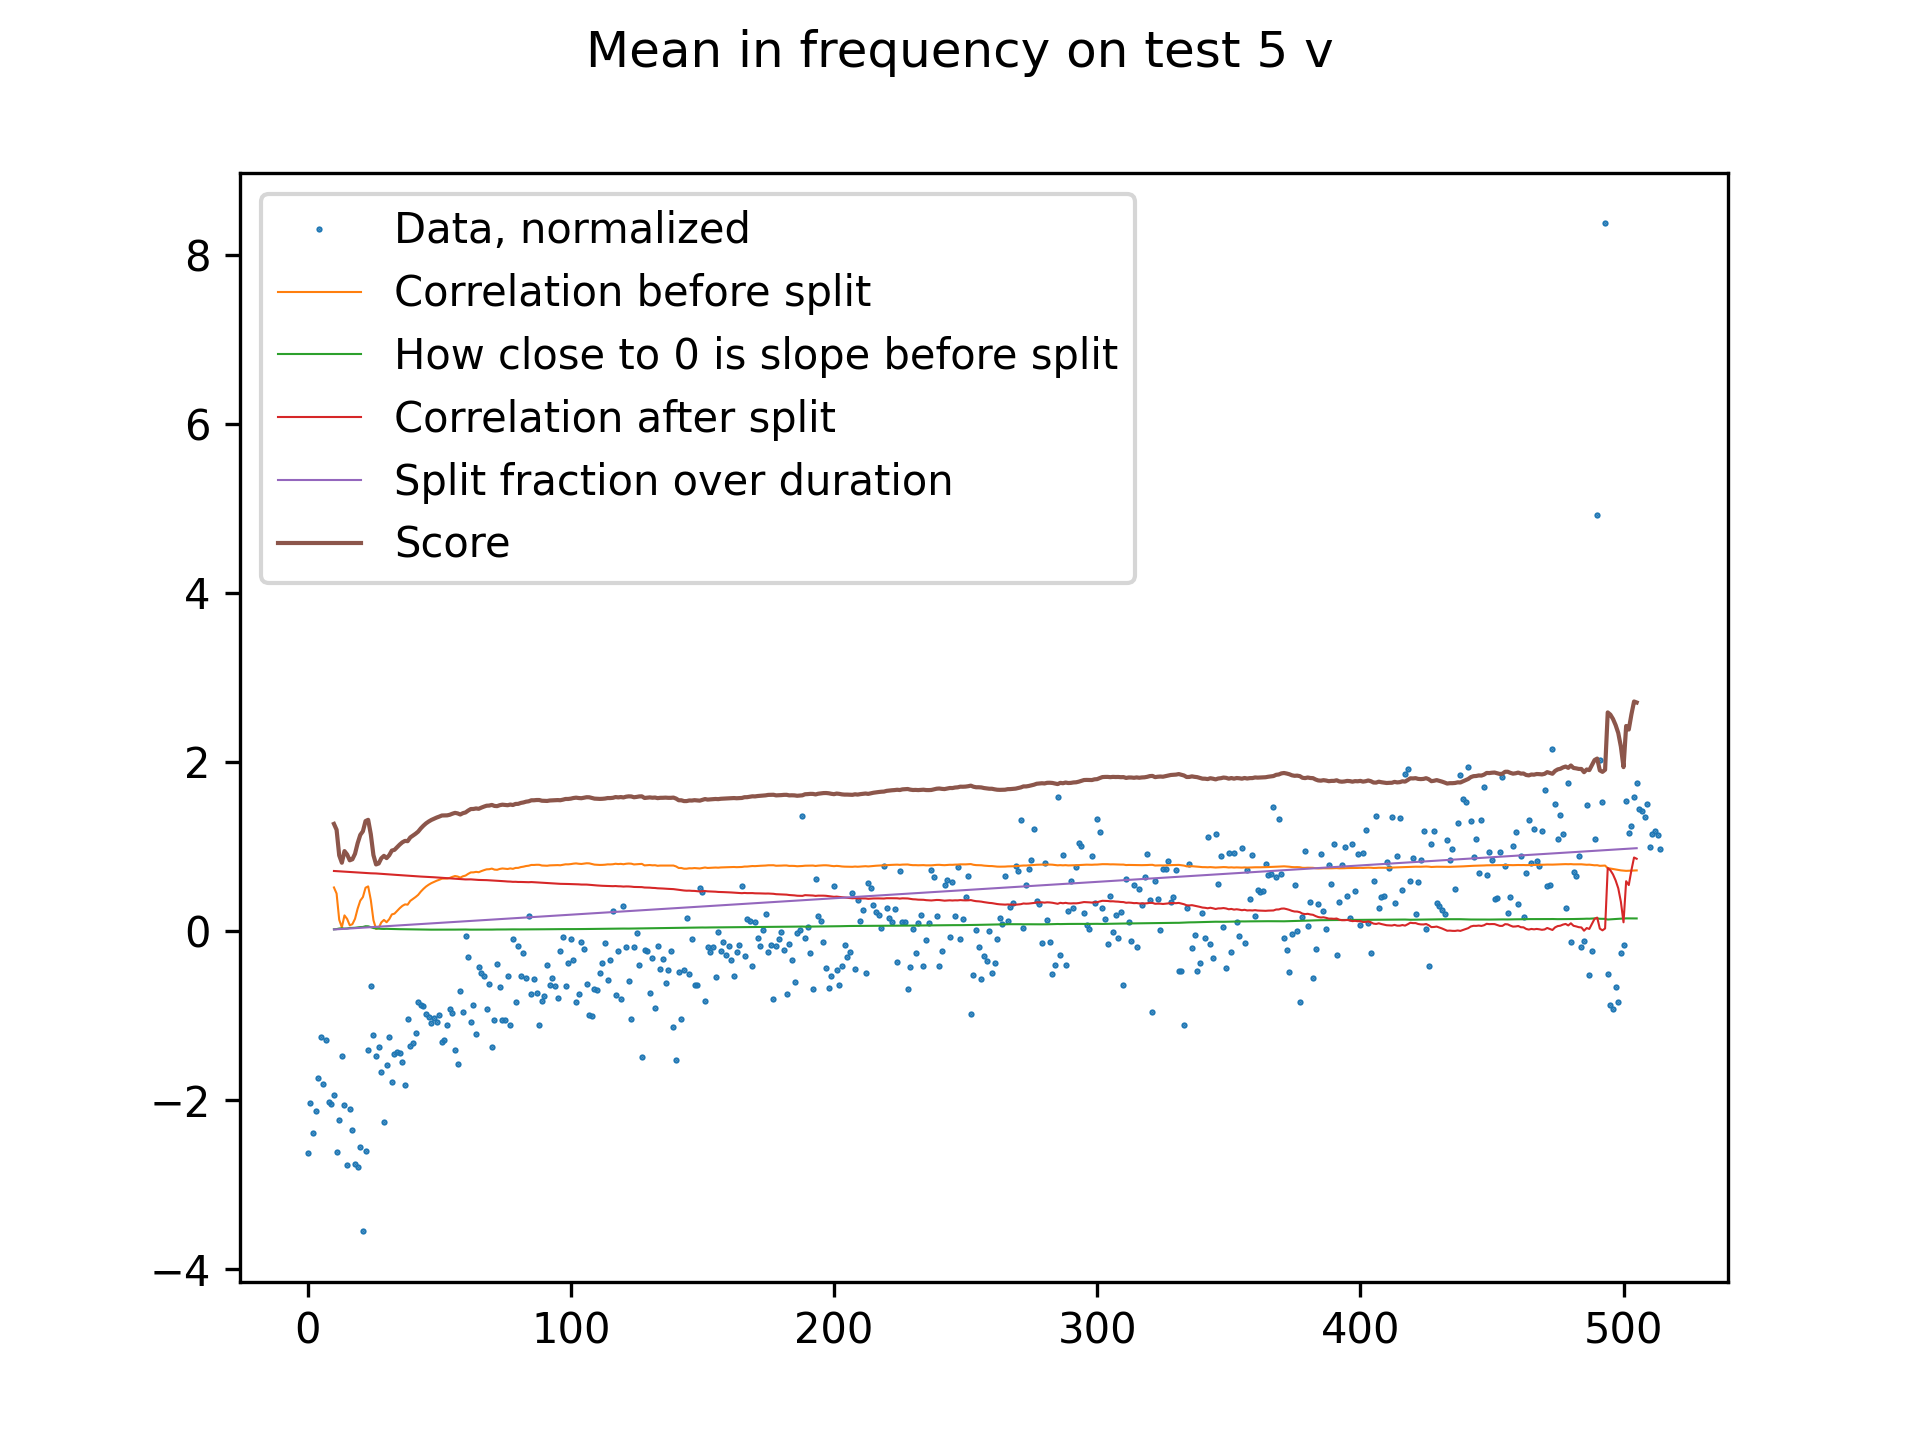 Mean in frequency on test 5 v
Data, normalized
Correlation before split
How close to 0 is slope before split
Correlation after split
Split fraction over duration
Score
8
6
4
2
0
−2
−4
0 100 200 300 400 500